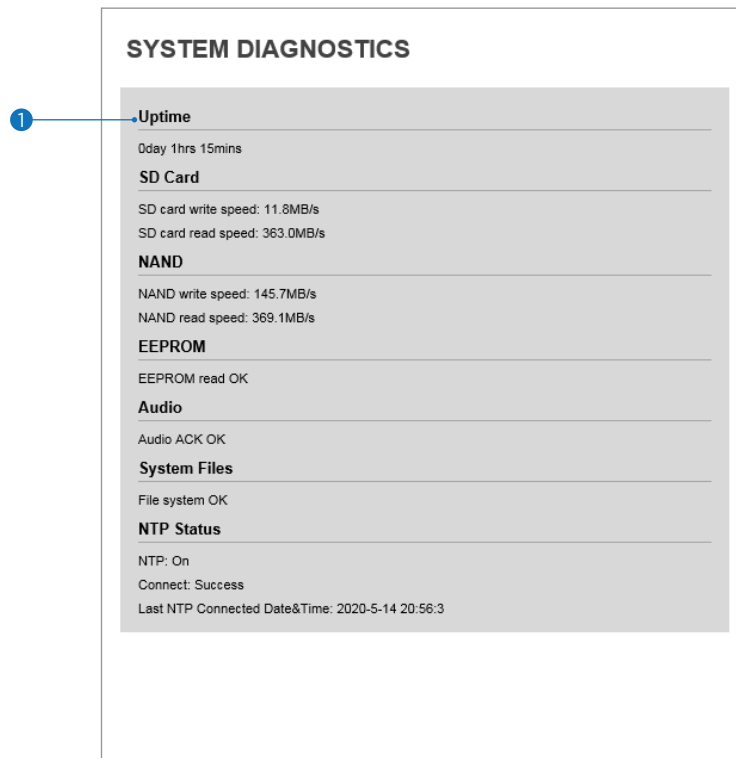 SYSTEM DIAGNOSTICS
1
Uptime
0day 1hrs 15mins
SD Card
SD card write speed: 11.8MB/s
SD card read speed: 363.0MB/s
NAND
NAND write speed: 145.7MB/s
NAND read speed: 369.1MB/s
EEPROM
EEPROM read OK
Audio
Audio ACK OK
System Files
File system OK
NTP Status
NTP: On
Connect: Success
Last NTP Connected Date&Time: 2020-5-14 20:56:3